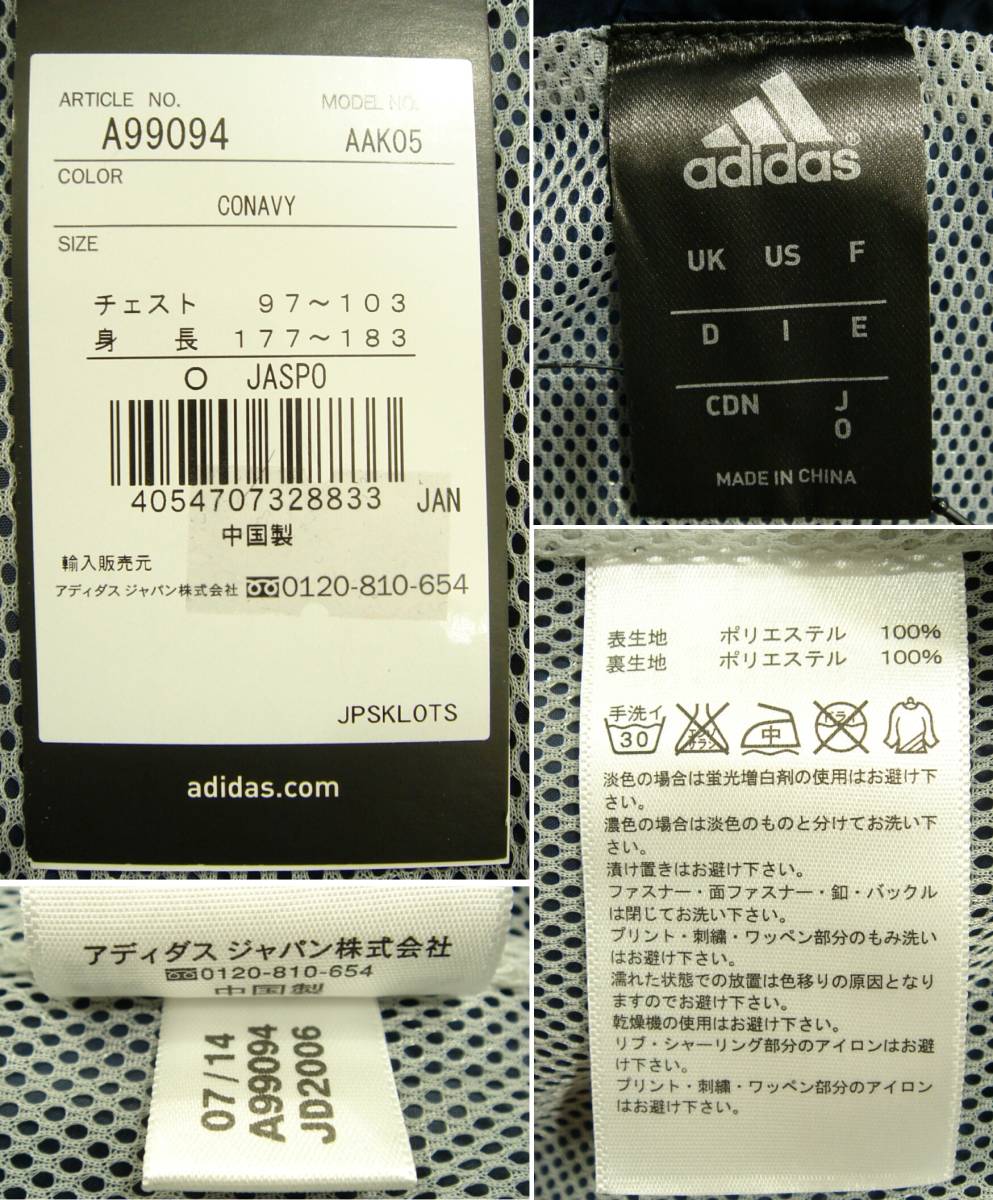 ARTICLE NO. MODEL NO.
A99094 AAK05
COLOR
CONAVY
SIZE
チェスト 97～103
身長 177～183
O JASPO
4054707328833 JAN
中国製
輸入販売元
アディダス ジャパン株式会社 0120-810-654
JPSKLOTS
adidas.com
adidas
UK US F
D I E
CDN J
O
MADE IN CHINA
アディダス ジャパン株式会社
0120-810-654
中国製
07/14
A99094
JD2006
表生地 ポリエステル 100%
裏生地 ポリエステル 100%
手洗イ
30
エンソサラシ
中
ドライ
淡色の場合は蛍光増白剤の使用はお避け下
さい。
濃色の場合は淡色のものと分けてお洗い下
さい。
漬け置きはお避け下さい。
ファスナー・面ファスナー・釦・バックル
は閉じてお洗い下さい。
プリント・刺繍・ワッペン部分のもみ洗い
はお避け下さい。
濡れた状態での放置は色移りの原因となり
ますのでお避け下さい。
乾燥機の使用はお避け下さい。
リブ・シャーリング部分のアイロンはお避
け下さい。
プリント・刺繍・ワッペン部分のアイロン
はお避け下さい。